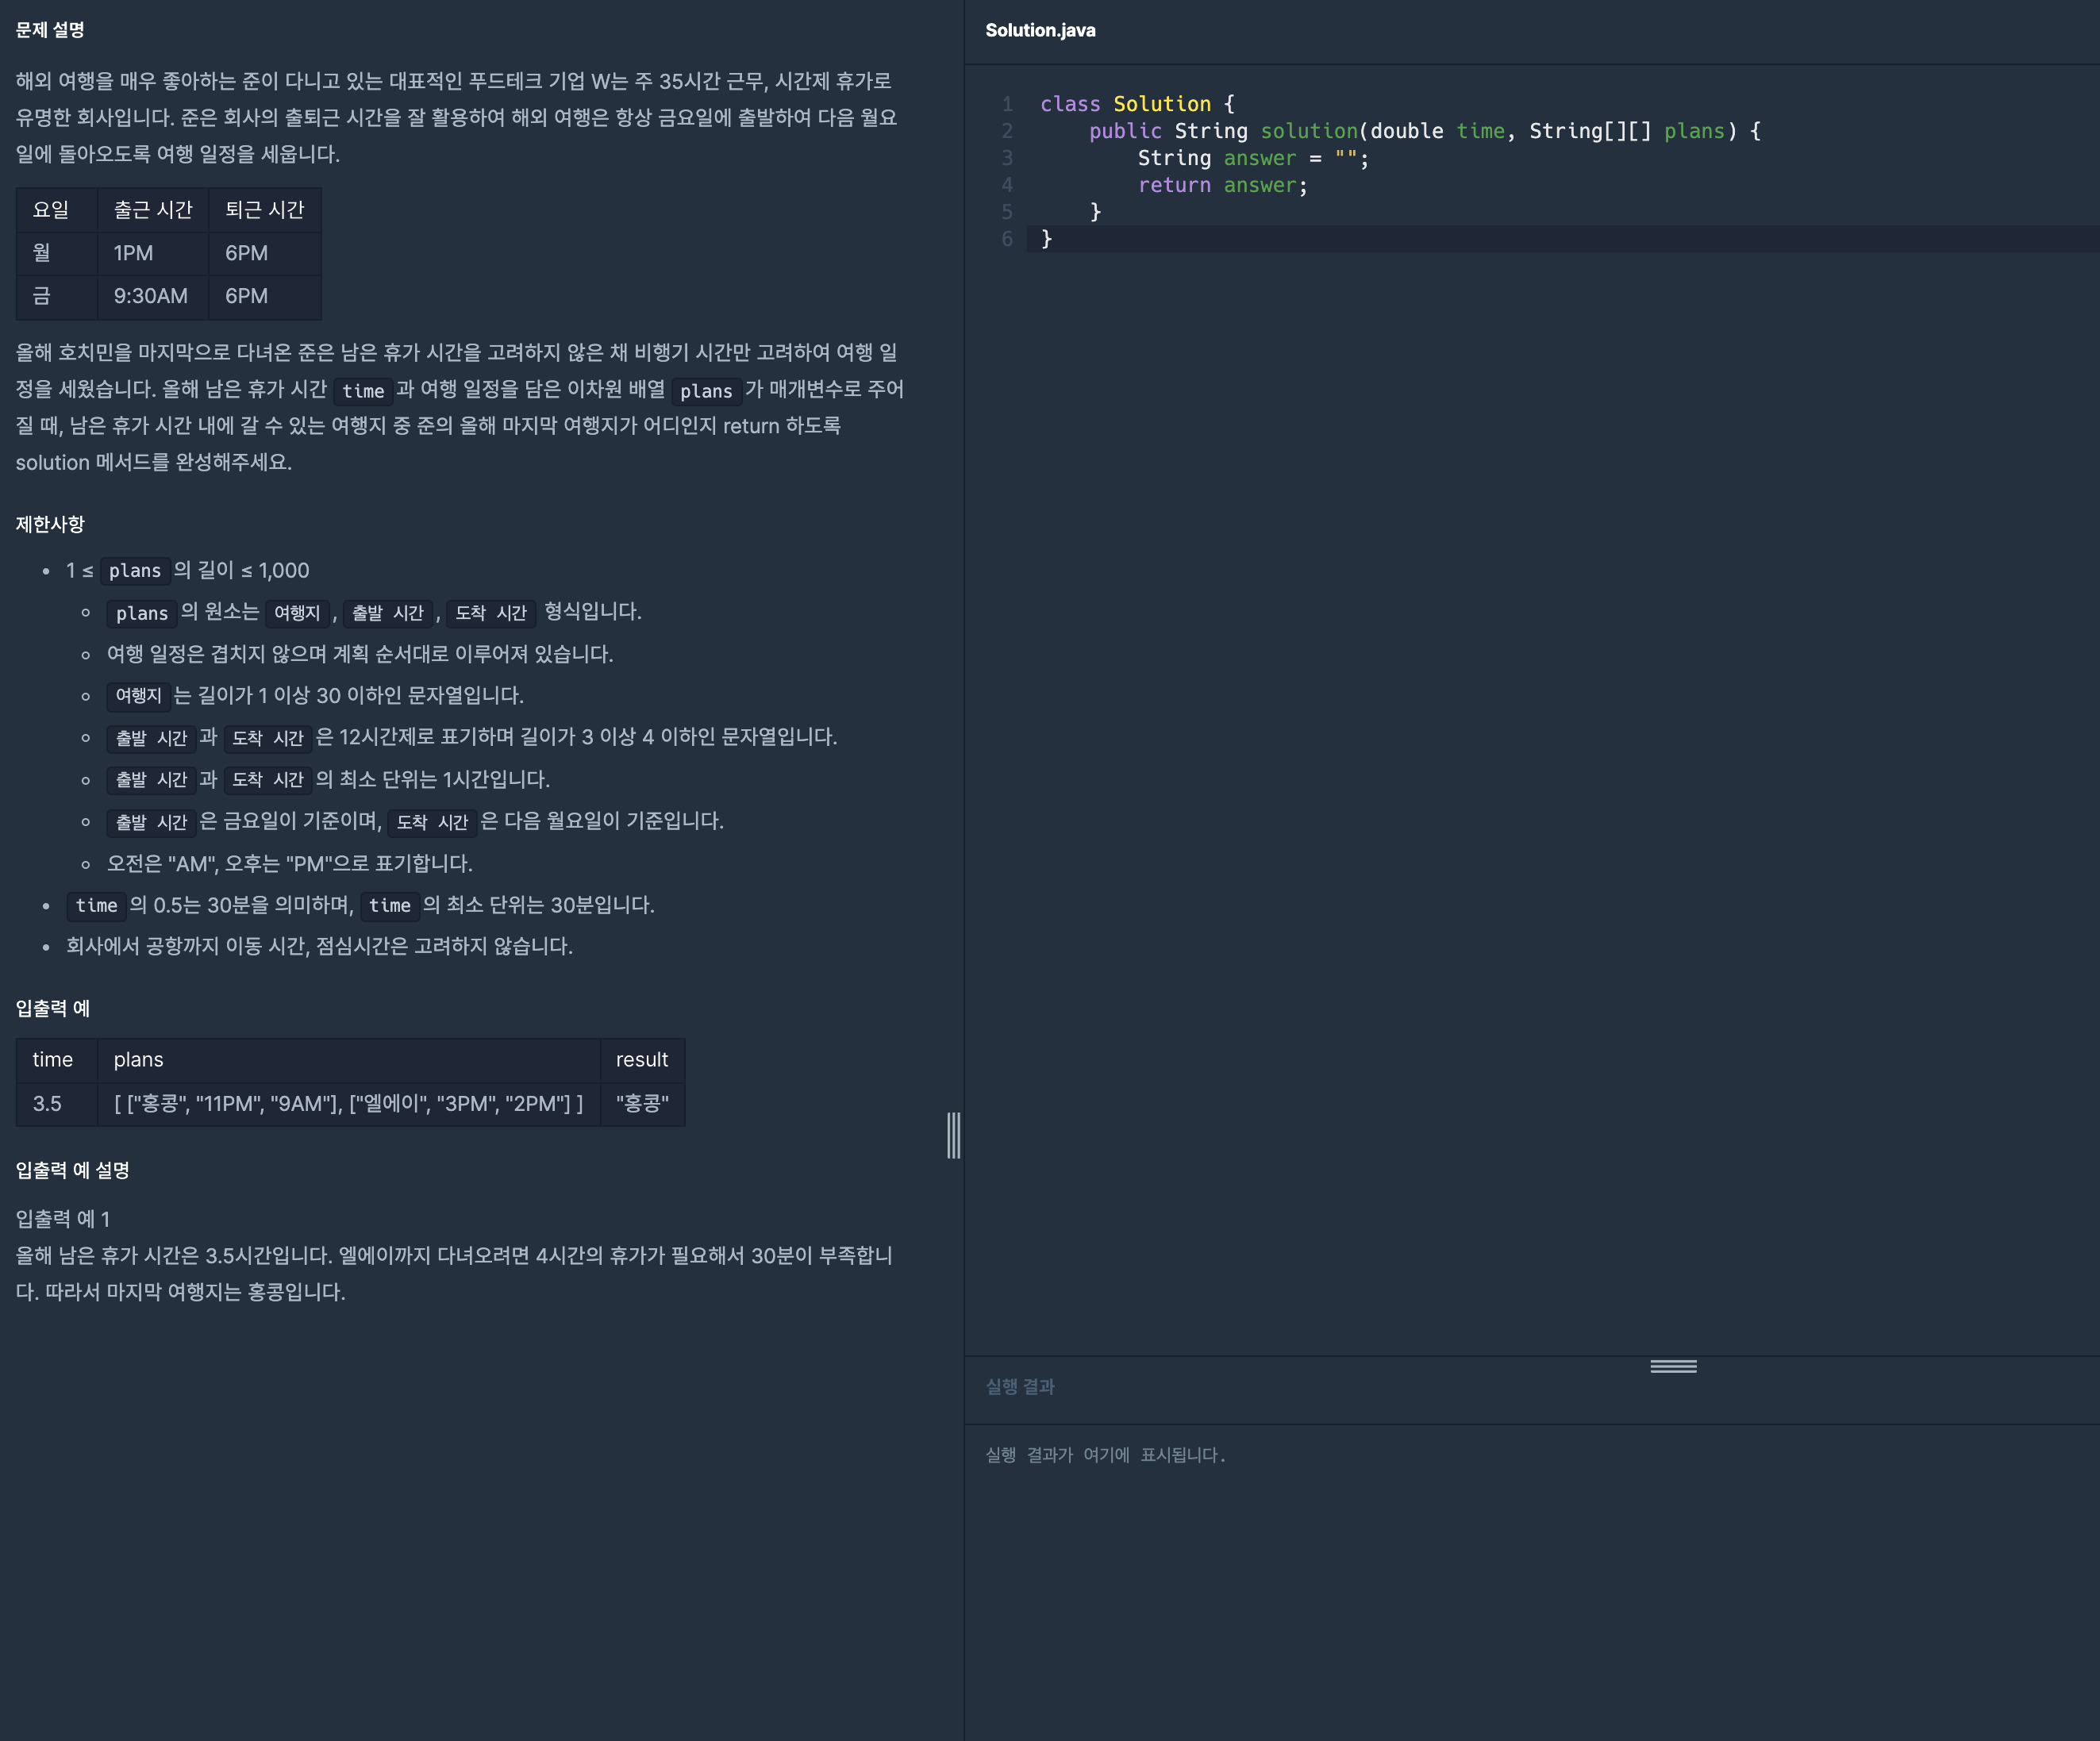 문제 설명
해외 여행을 매우 좋아하는 준이 다니고 있는 대표적인 푸드테크 기업 W는 주 35시간 근무, 시간제 휴가로
유명한 회사입니다. 준은 회사의 출퇴근 시간을 잘 활용하여 해외 여행은 항상 금요일에 출발하여 다음 월요
일에 돌아오도록 여행 일정을 세웁니다.
요일 출근 시간 퇴근 시간
월 1PM 6PM
금 9:30AM 6PM
올해 호치민을 마지막으로 다녀온 준은 남은 휴가 시간을 고려하지 않은 채 비행기 시간만 고려하여 여행 일
정을 세웠습니다. 올해 남은 휴가 시간 time 과 여행 일정을 담은 이차원 배열 plans 가 매개변수로 주어
질 때, 남은 휴가 시간 내에 갈 수 있는 여행지 중 준의 올해 마지막 여행지가 어디인지 return 하도록
solution 메서드를 완성해주세요.
제한사항
• 1 ≤ plans 의 길이 ≤ 1,000
◦ plans 의 원소는 여행지 , 출발 시간 , 도착 시간 형식입니다.
◦ 여행 일정은 겹치지 않으며 계획 순서대로 이루어져 있습니다.
◦ 여행지 는 길이가 1 이상 30 이하인 문자열입니다.
◦ 출발 시간 과 도착 시간 은 12시간제로 표기하며 길이가 3 이상 4 이하인 문자열입니다.
◦ 출발 시간 과 도착 시간 의 최소 단위는 1시간입니다.
◦ 출발 시간 은 금요일이 기준이며, 도착 시간 은 다음 월요일이 기준입니다.
◦ 오전은 "AM", 오후는 "PM"으로 표기합니다.
• time 의 0.5는 30분을 의미하며, time 의 최소 단위는 30분입니다.
• 회사에서 공항까지 이동 시간, 점심시간은 고려하지 않습니다.
입출력 예
time plans result
3.5 [ ["홍콩", "11PM", "9AM"], ["엘에이", "3PM", "2PM"] ] "홍콩"
입출력 예 설명
입출력 예 1
올해 남은 휴가 시간은 3.5시간입니다. 엘에이까지 다녀오려면 4시간의 휴가가 필요해서 30분이 부족합니
다. 따라서 마지막 여행지는 홍콩입니다.
Solution.java
1 class Solution {
2     public String solution(double time, String[][] plans) {
3         String answer = "";
4         return answer;
5     }
6 }
실행 결과
실행 결과가 여기에 표시됩니다.